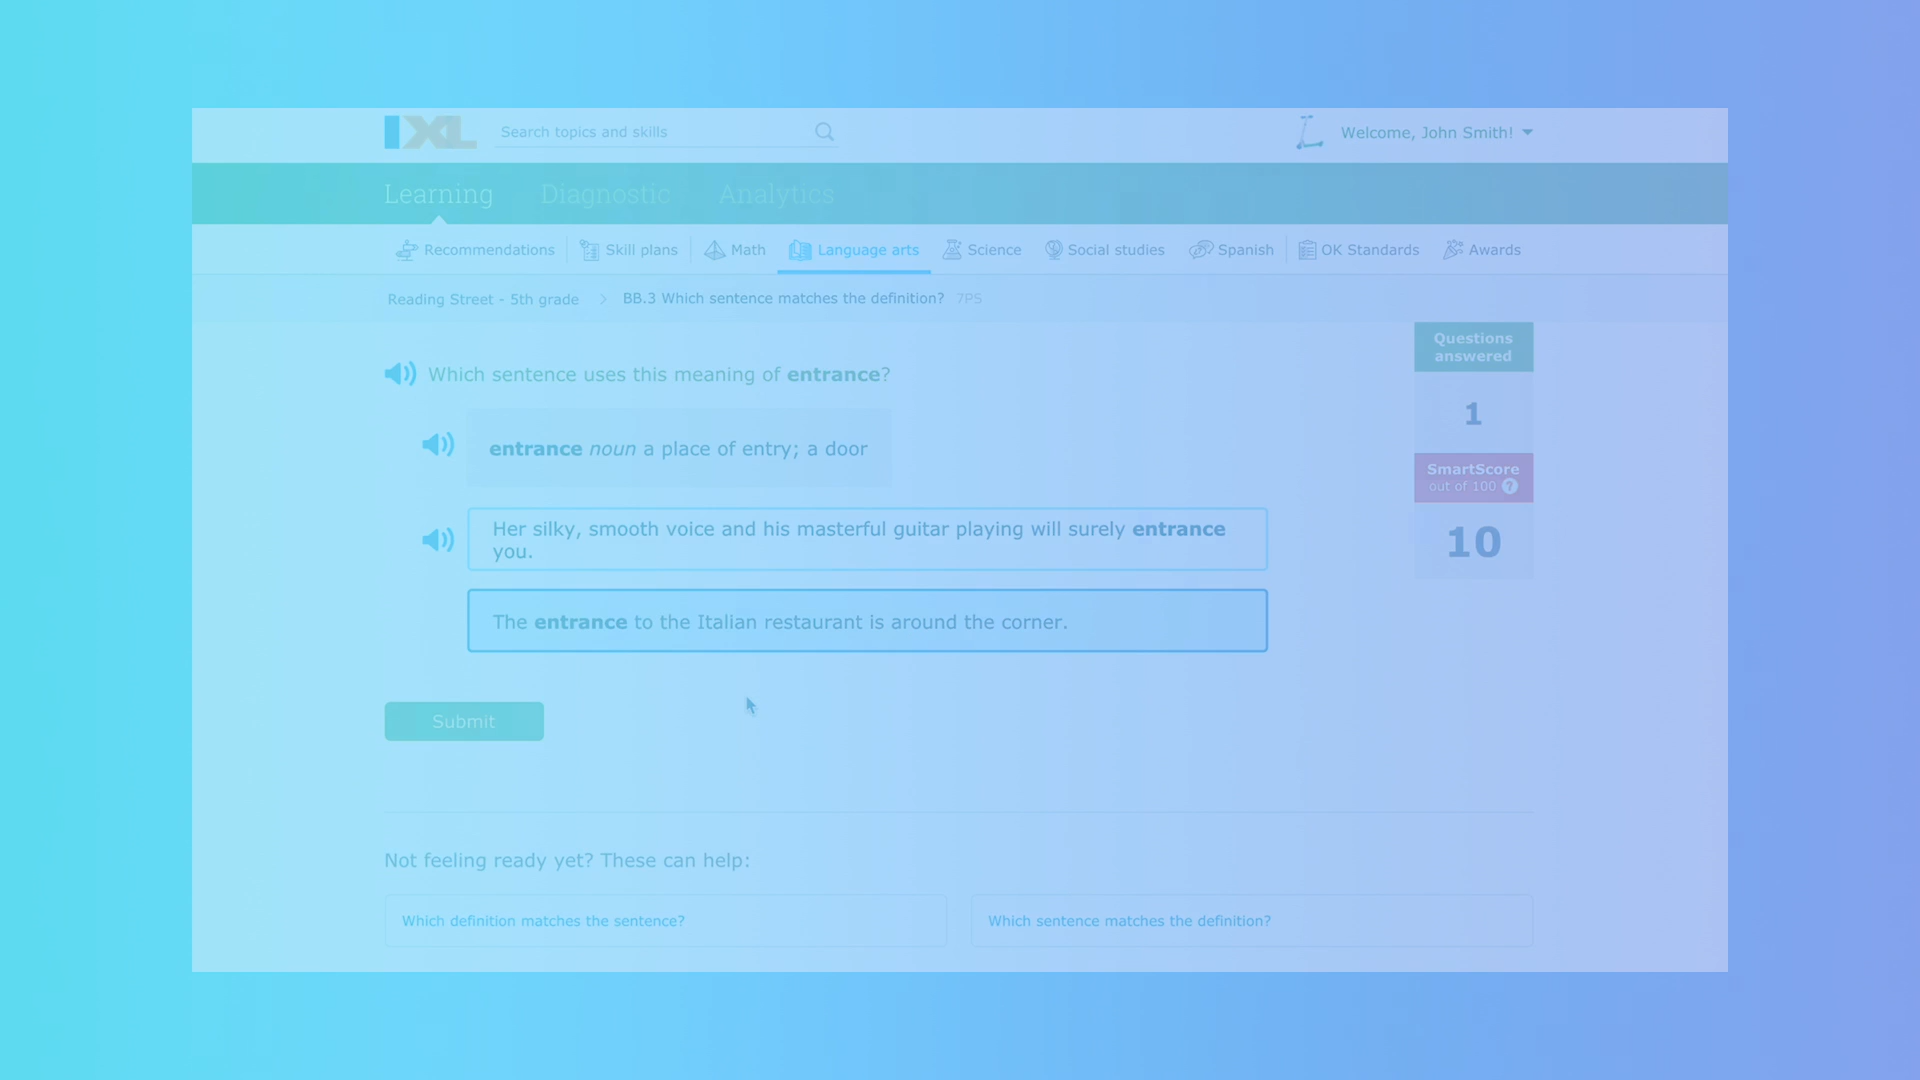 IXL
Search topics and skills
Welcome, John Smith!
Learning Diagnostic Analytics
Recommendations Skill plans Math Language arts Science Social studies Spanish OK Standards Awards
Reading Street - 5th grade > BB.3 Which sentence matches the definition? 7PS
Questions
answered
1
SmartScore
out of 100 ?
10
Which sentence uses this meaning of entrance?
entrance noun a place of entry; a door
Her silky, smooth voice and his masterful guitar playing will surely entrance
you.
The entrance to the Italian restaurant is around the corner.
Submit
Not feeling ready yet? These can help:
Which definition matches the sentence?
Which sentence matches the definition?